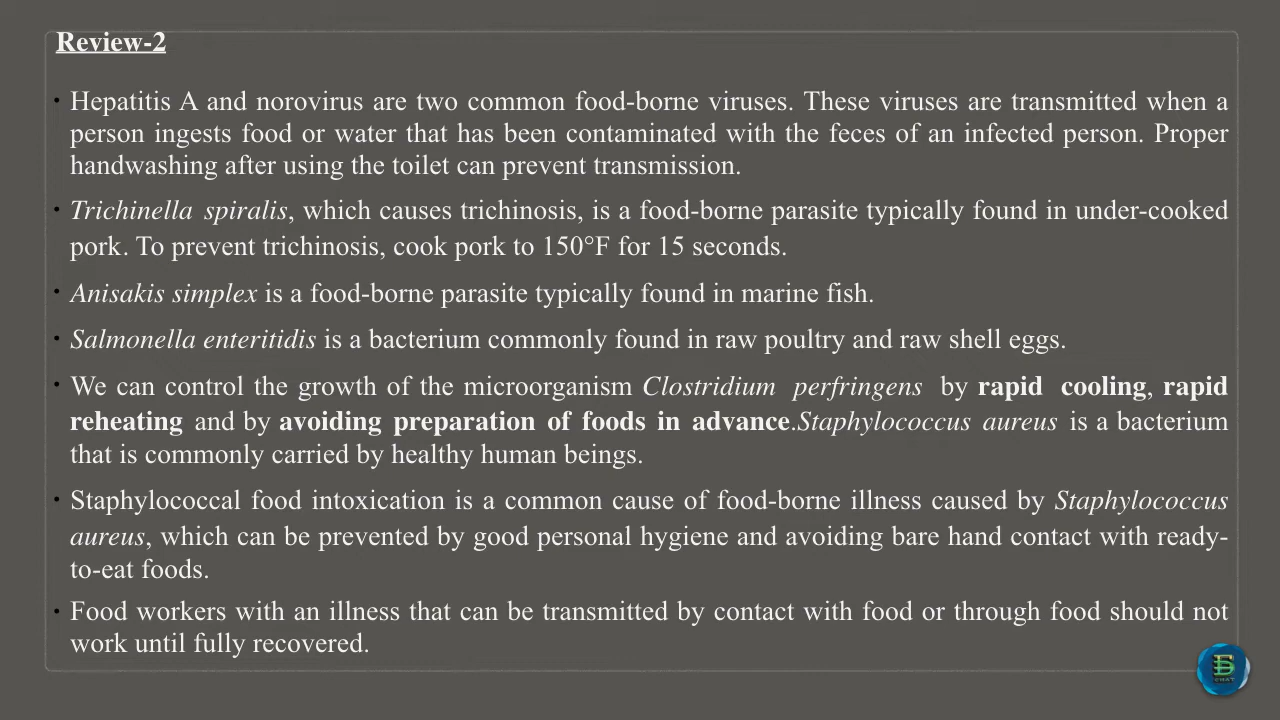 Review-2
• Hepatitis A and norovirus are two common food-borne viruses. These viruses are transmitted when a
person ingests food or water that has been contaminated with the feces of an infected person. Proper
handwashing after using the toilet can prevent transmission.
• Trichinella spiralis, which causes trichinosis, is a food-borne parasite typically found in under-cooked
pork. To prevent trichinosis, cook pork to 150°F for 15 seconds.
• Anisakis simplex is a food-borne parasite typically found in marine fish.
• Salmonella enteritidis is a bacterium commonly found in raw poultry and raw shell eggs.
• We can control the growth of the microorganism Clostridium perfringens by rapid cooling, rapid
reheating and by avoiding preparation of foods in advance.Staphylococcus aureus is a bacterium
that is commonly carried by healthy human beings.
• Staphylococcal food intoxication is a common cause of food-borne illness caused by Staphylococcus
aureus, which can be prevented by good personal hygiene and avoiding bare hand contact with ready-
to-eat foods.
• Food workers with an illness that can be transmitted by contact with food or through food should not
work until fully recovered.